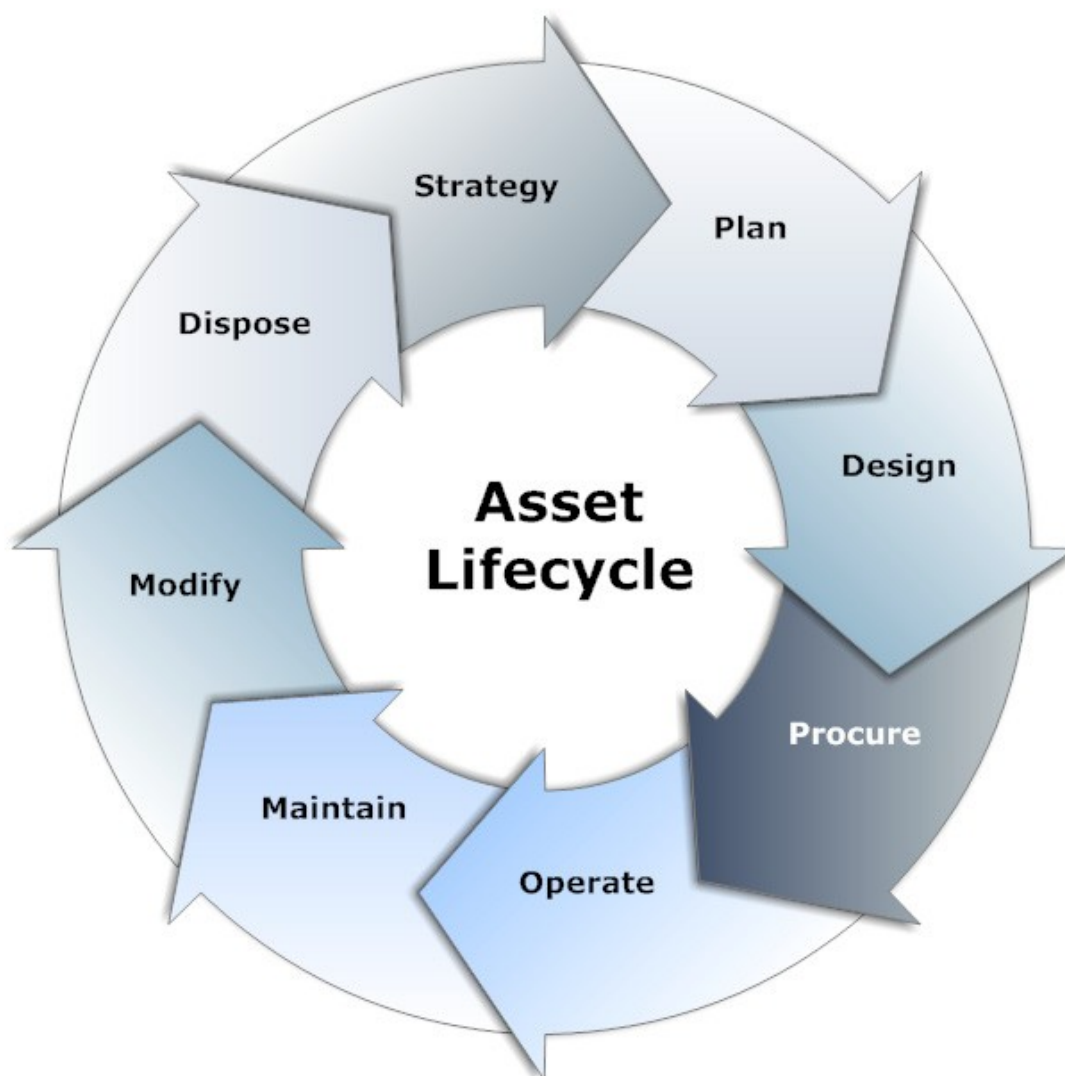 Strategy
Plan
Design
Procure
Operate
Maintain
Modify
Dispose
Asset
Lifecycle